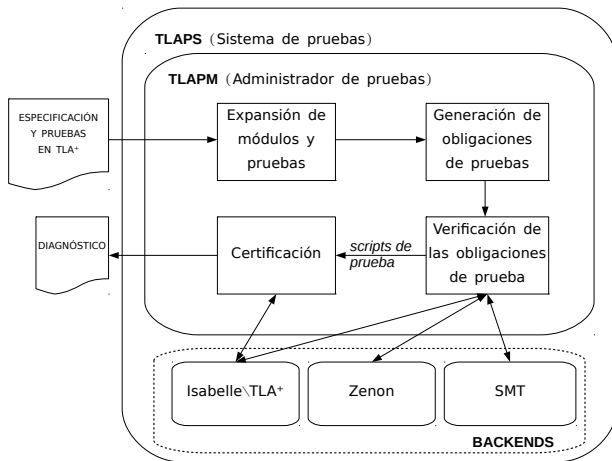 TLAPS (Sistema de pruebas)
TLAPM (Administrador de pruebas)
ESPECIFICACIÓN
Y PRUEBAS
EN TLA⁺
Expansión de
módulos y
pruebas
Generación de
obligaciones
de pruebas
DIAGNÓSTICO
Certificación
scripts de
prueba
Verificación de
las obligaciones
de prueba
Isabelle\TLA⁺
Zenon
SMT
BACKENDS